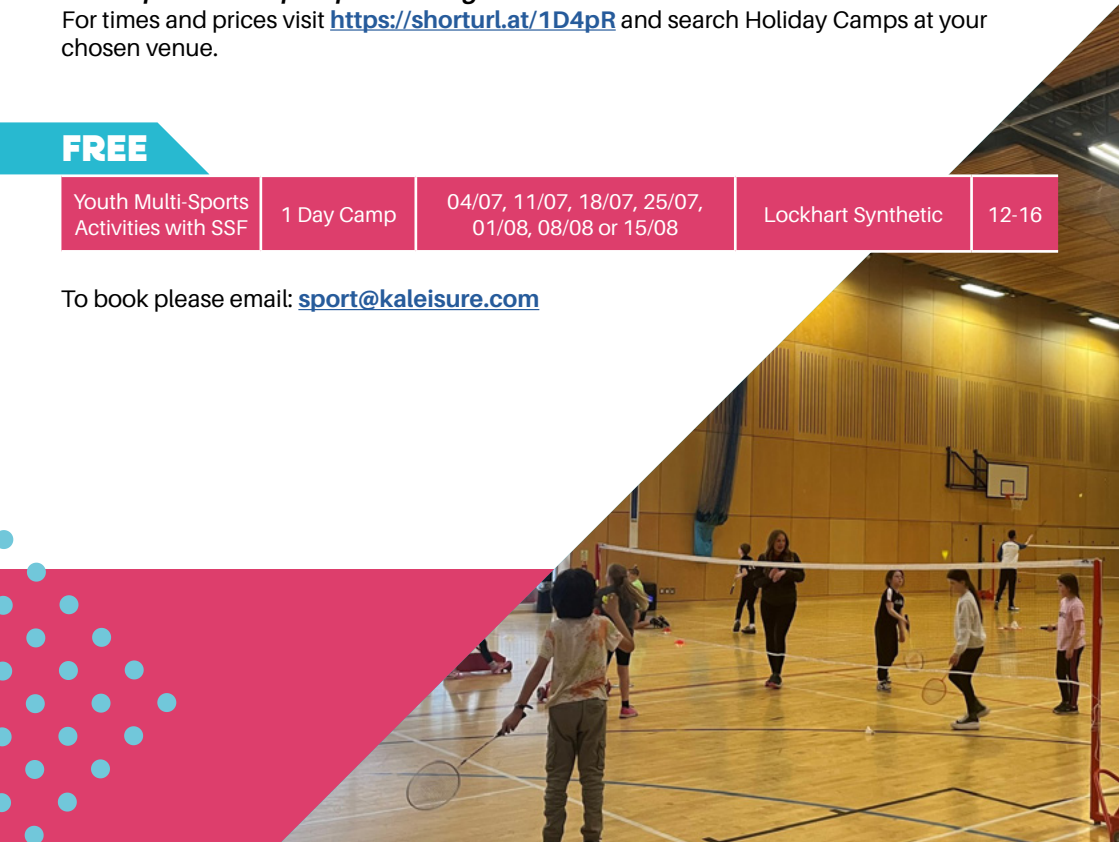 For times and prices visit https://shorturl.at/1D4pR and search Holiday Camps at your
chosen venue.
FREE
Youth Multi-Sports
Activities with SSF
1 Day Camp
04/07, 11/07, 18/07, 25/07,
01/08, 08/08 or 15/08
Lockhart Synthetic
12-16
To book please email: sport@kaleisure.com